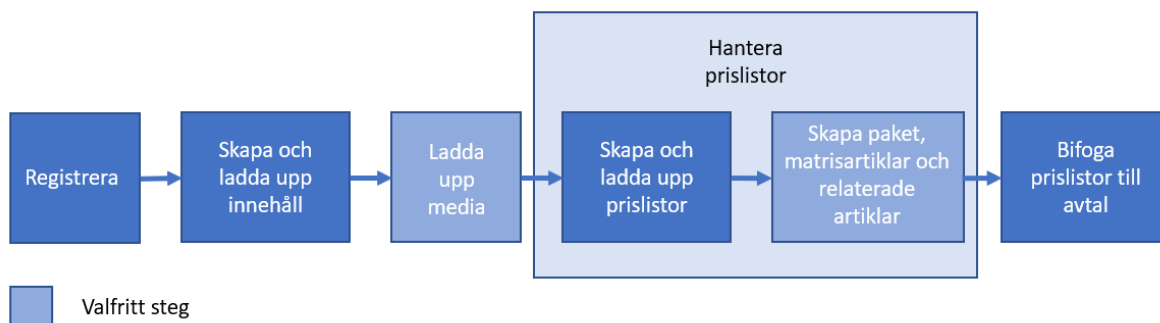 Hantera
prislistor
Registrera
Skapa och
ladda upp
innehåll
Ladda
upp
media
Skapa och
ladda upp
prislistor
Skapa paket,
matrisartiklar och
relaterade
artiklar
Bifoga
prislistor till
avtal
Valfritt steg